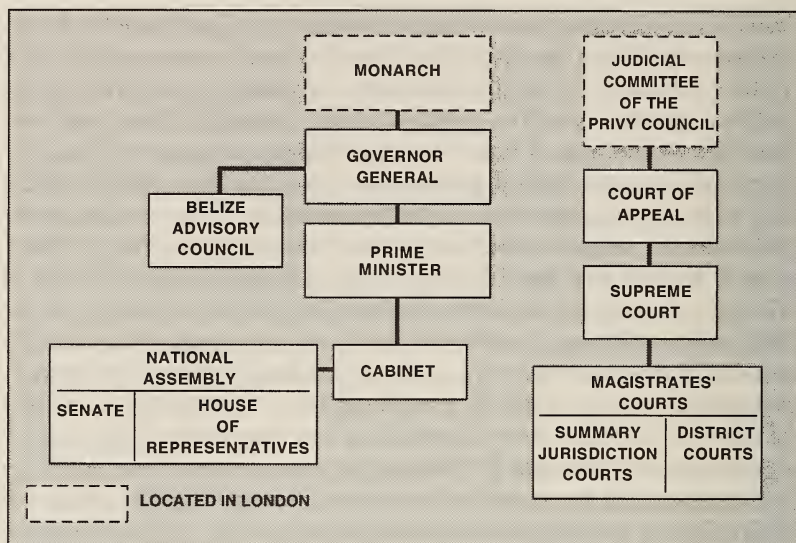 MONARCH
GOVERNOR
GENERAL
BELIZE
ADVISORY
COUNCIL
PRIME
MINISTER
CABINET
NATIONAL
ASSEMBLY
SENATE
HOUSE
OF
REPRESENTATIVES
JUDICIAL
COMMITTEE
OF THE
PRIVY COUNCIL
COURT OF
APPEAL
SUPREME
COURT
MAGISTRATES'
COURTS
SUMMARY
JURISDICTION
COURTS
DISTRICT
COURTS
LOCATED IN LONDON